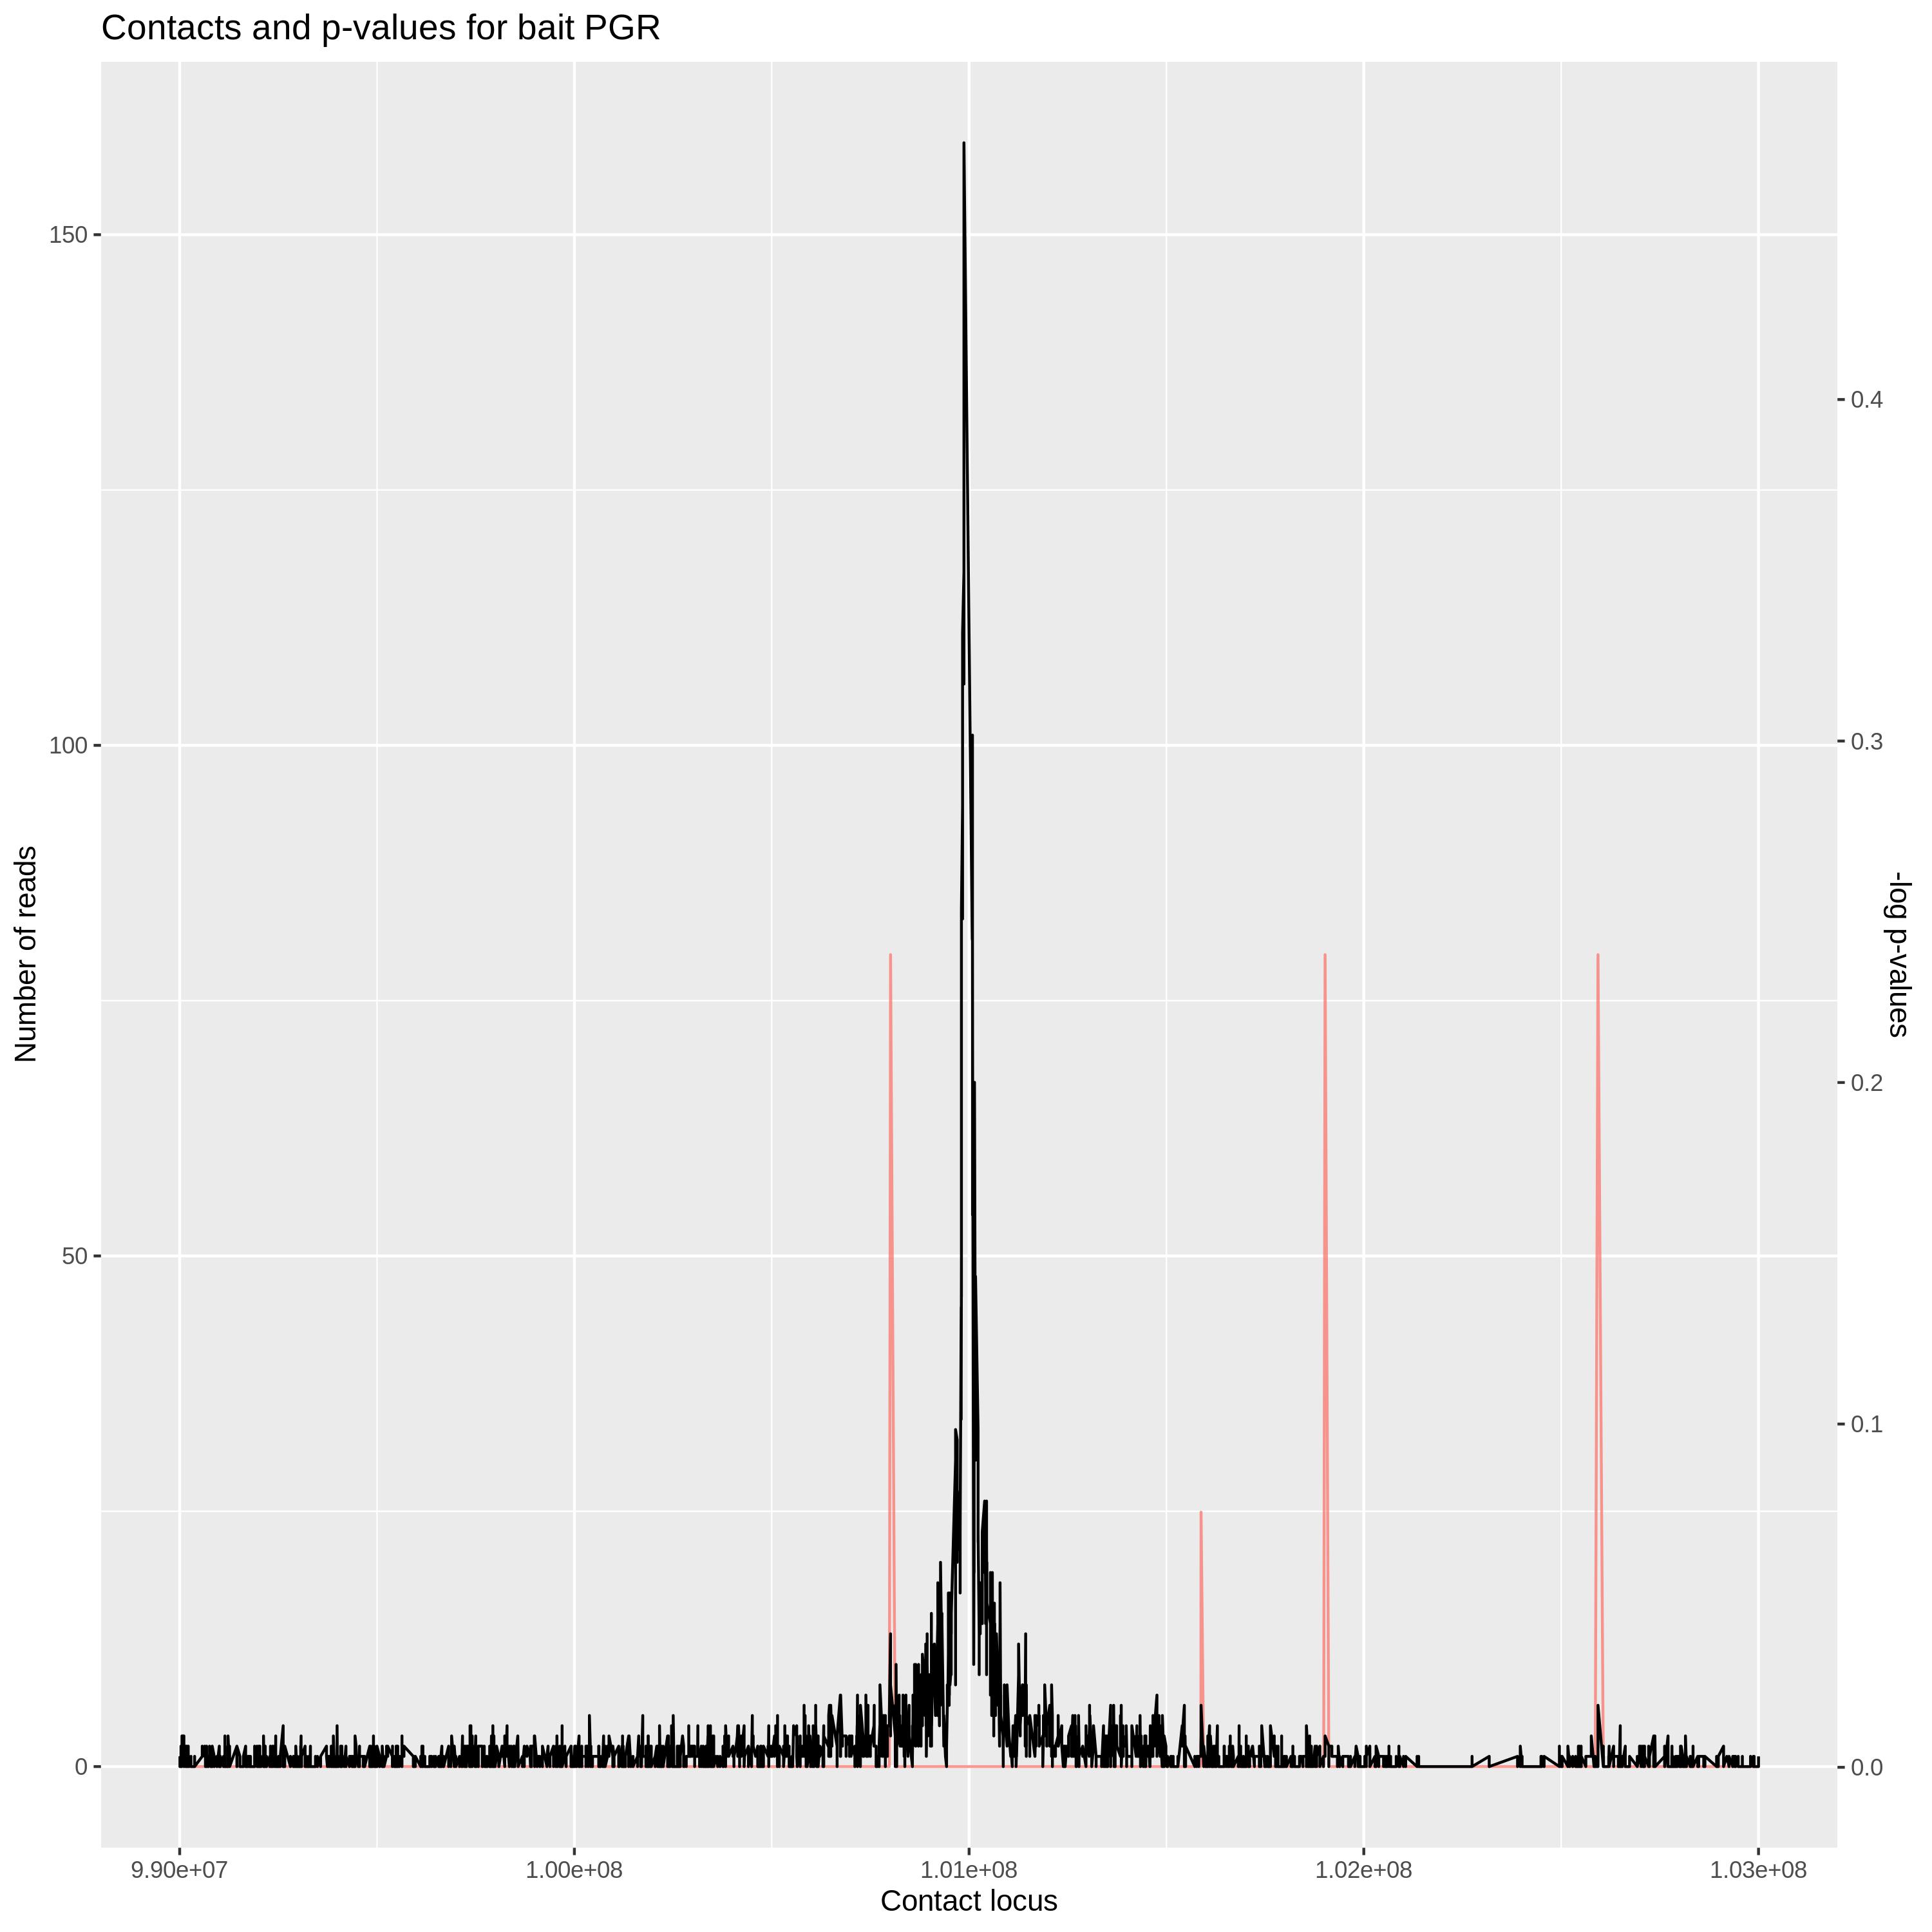 Contacts and p-values for bait PGR
150
100
50
0
Number of reads
0.4
0.3
0.2
0.1
0.0
-log p-values
9.90e+07
1.00e+08
1.01e+08
1.02e+08
1.03e+08
Contact locus